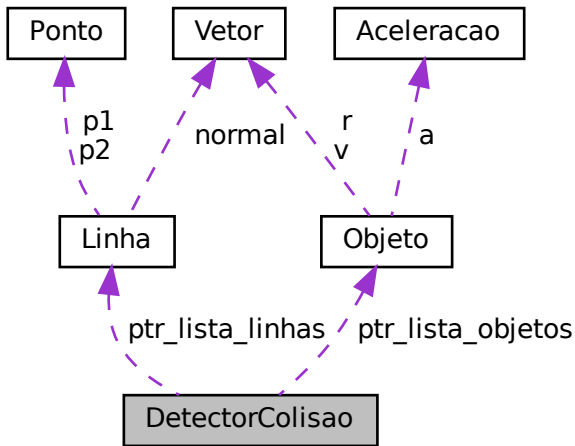 Ponto
Vetor
Aceleracao
p1
p2
normal
r
v
a
Linha
Objeto
ptr_lista_linhas
ptr_lista_objetos
DetectorColisao